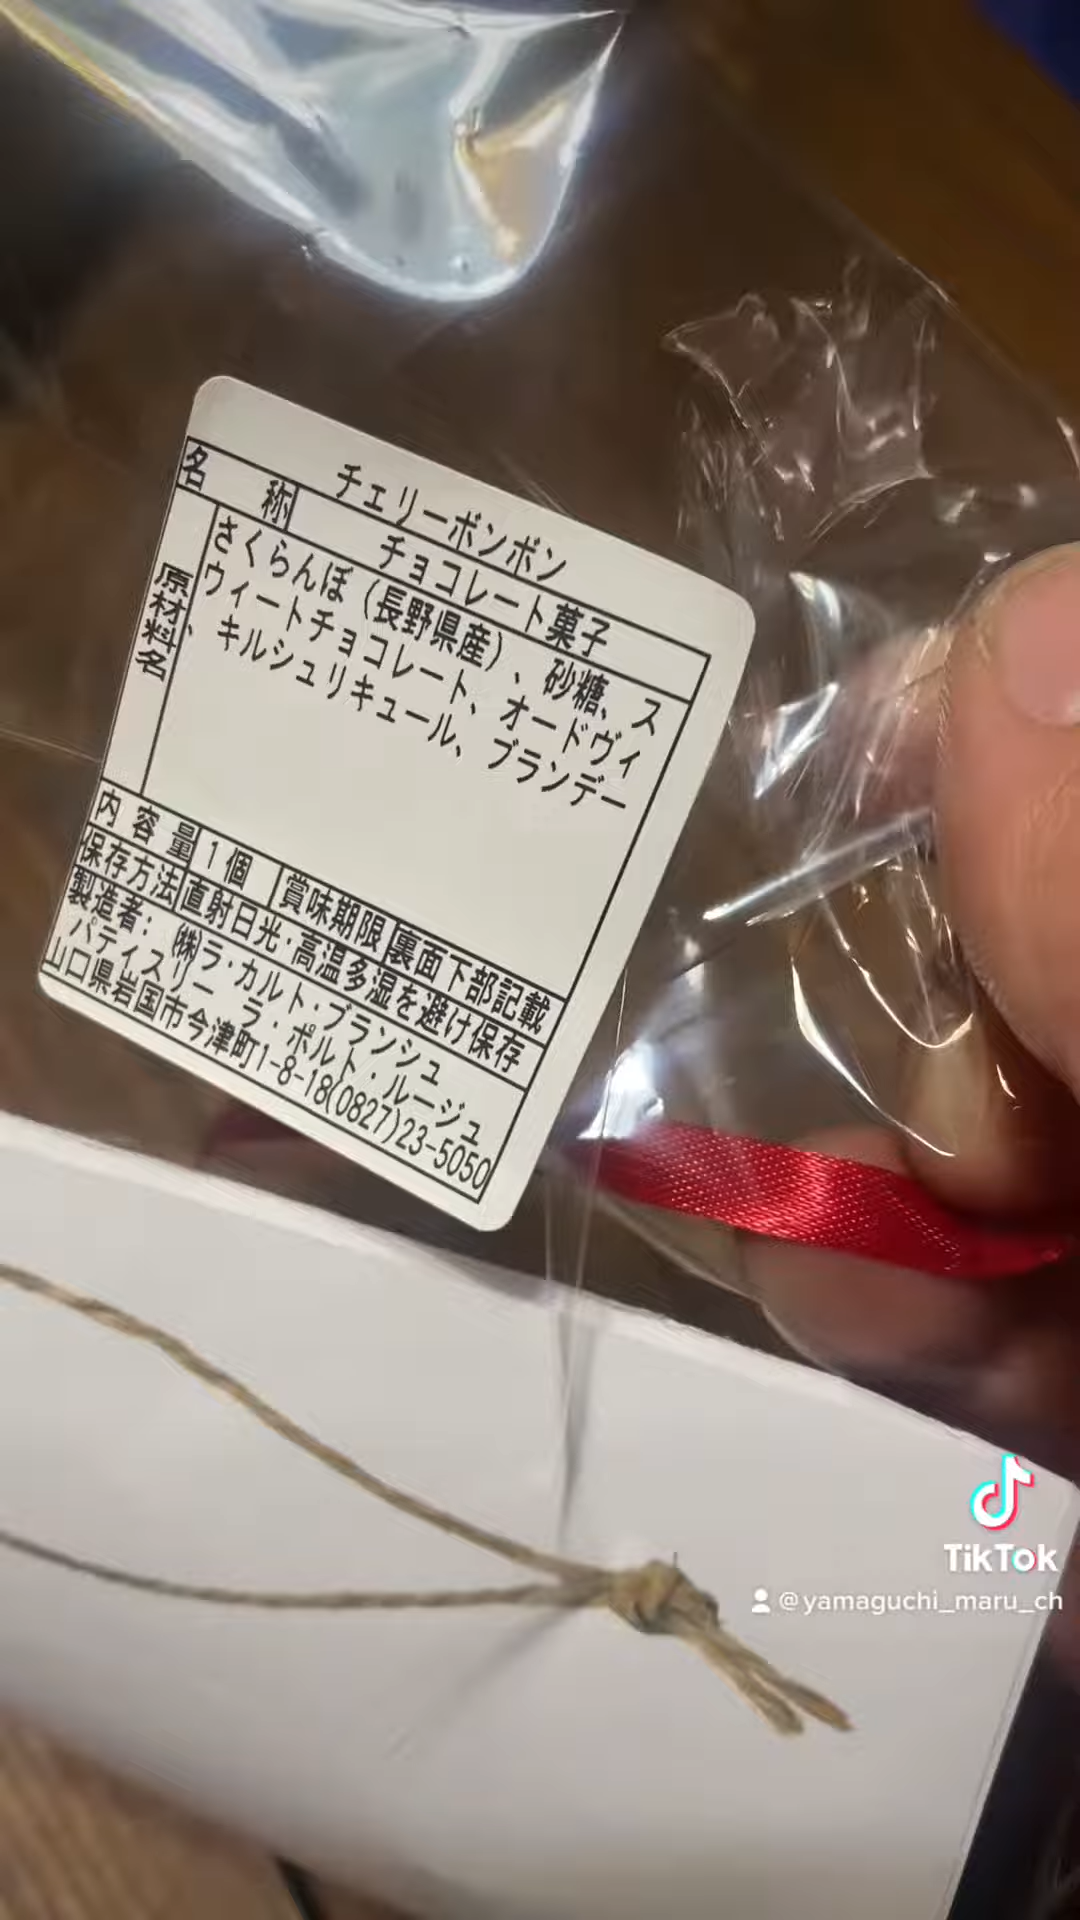 チェリーボンボン
名 称 チョコレート菓子
原材料名 さくらんぼ（長野県産）、砂糖、ス
ウィートチョコレート、オードヴィ
、キルシュリキュール、ブランデー
内容量 1個 賞味期限 裏面下部記載
保存方法 直射日光・高温多湿を避け保存
製造者：㈱ラ・カルト・ブランシュ
パティスリー ラ・ポルト・ルージュ
山口県岩国市今津町1-8-18(0827)23-5050
TikTok
@yamaguchi_maru_ch